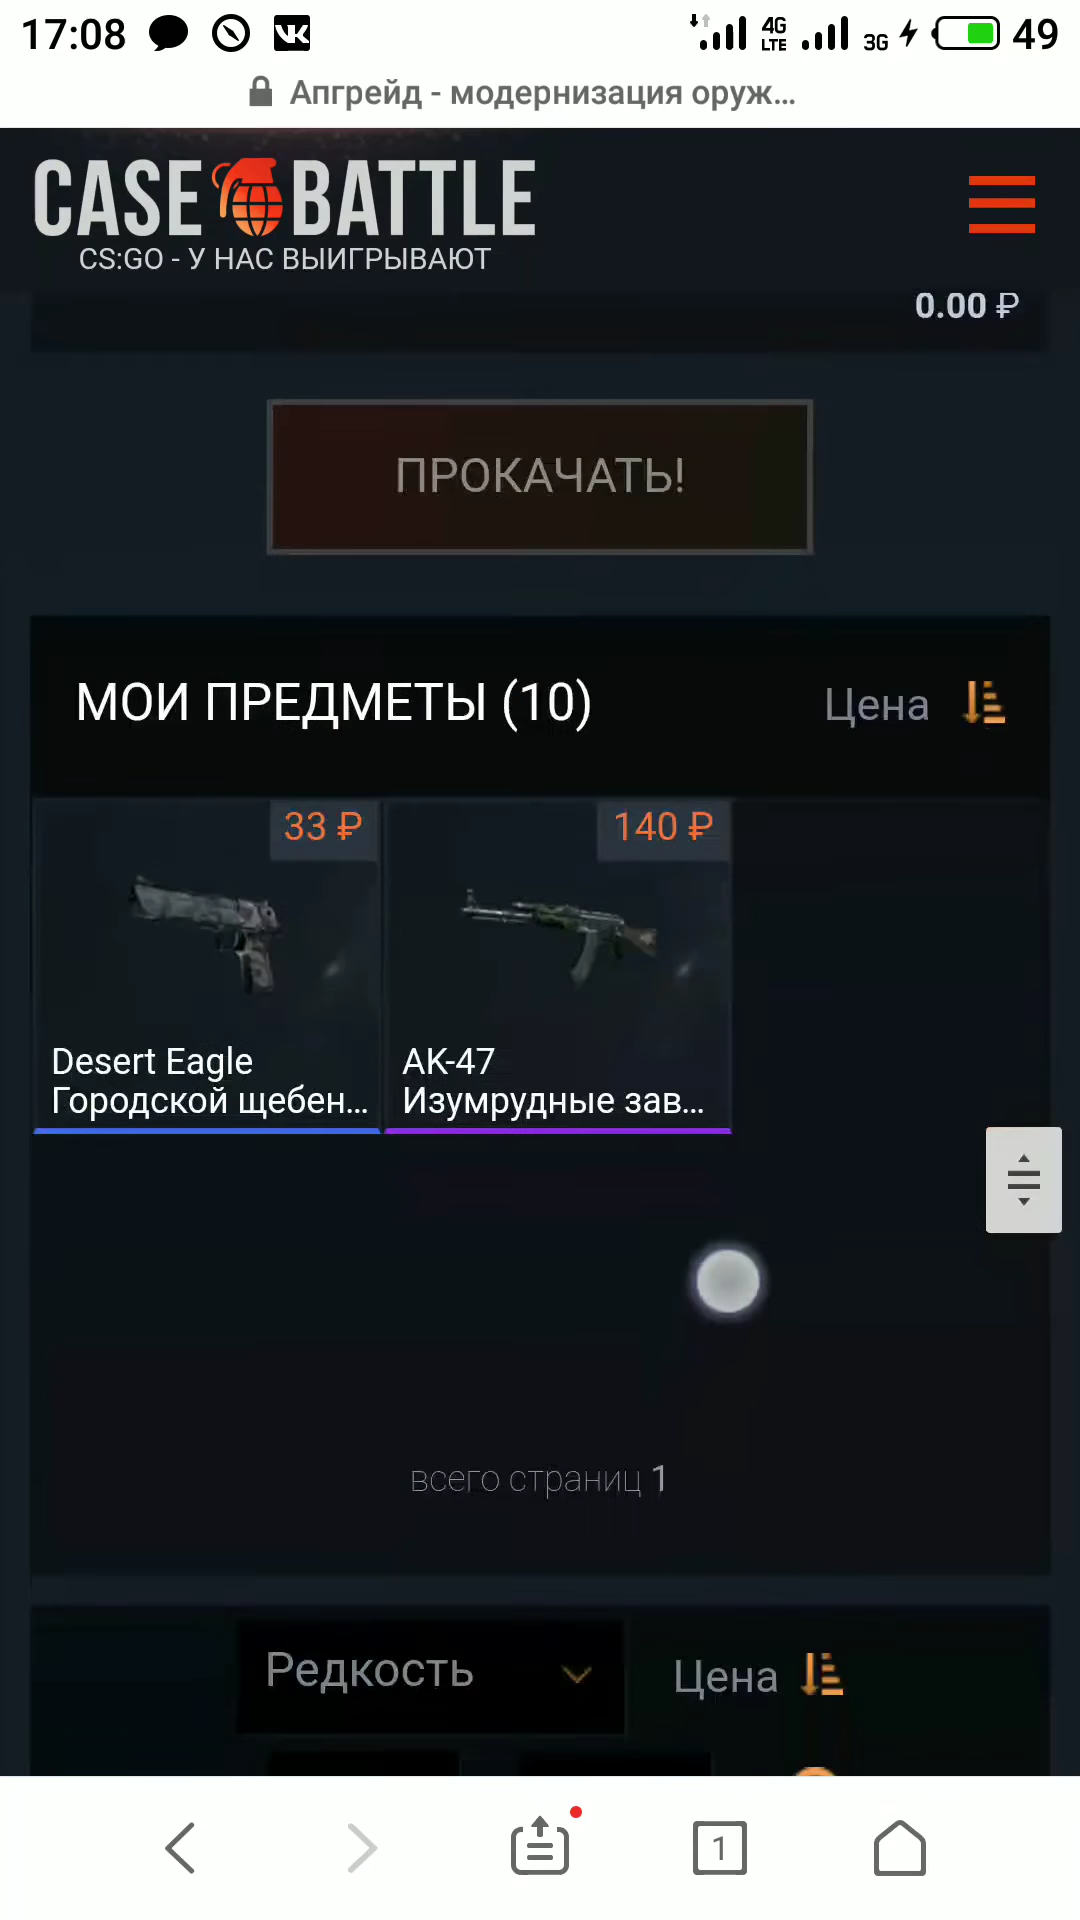 17:08
4G
LTE
3G
49
Апгрейд - модернизация оруж...
CASE BATTLE
CS:GO - У НАС ВЫИГРЫВАЮТ
0.00 ₽
ПРОКАЧАТЬ!
МОИ ПРЕДМЕТЫ (10)
Цена
33 ₽
140 ₽
Desert Eagle
Городской щебен...
AK-47
Изумрудные зав...
всего страниц 1
Редкость
Цена
1